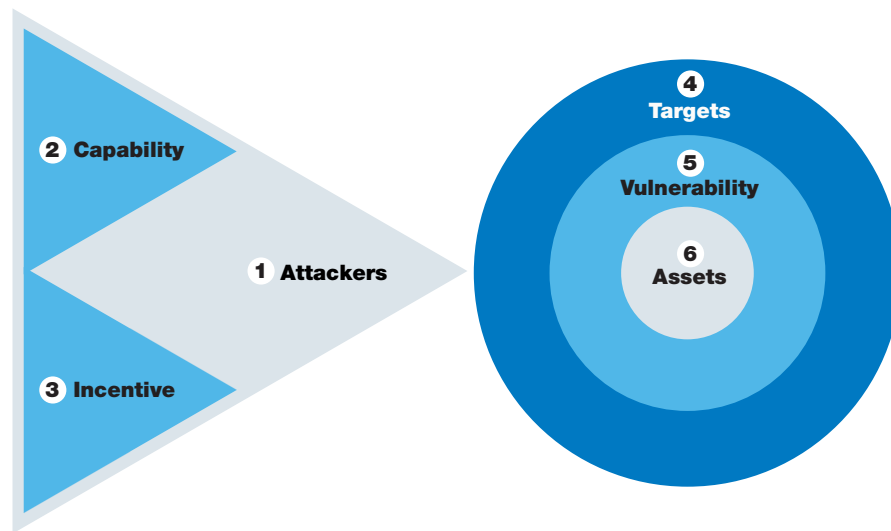 4
Targets
2 Capability
5
Vulnerability
6
Assets
1 Attackers
3 Incentive